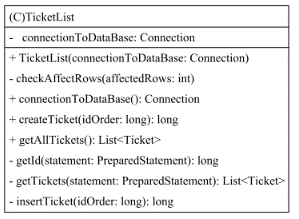 (C)TicketList
- connectionToDataBase: Connection
+ TicketList(connectionToDataBase: Connection)
- checkAffectRows(affectedRows: int)
+ connectionToDataBase(): Connection
+ createTicket(idOrder: long): long
+ getAllTickets(): List<Ticket>
- getId(statement: PreparedStatement): long
- getTickets(statement: PreparedStatement): List<Ticket>
- insertTicket(idOrder: long): long